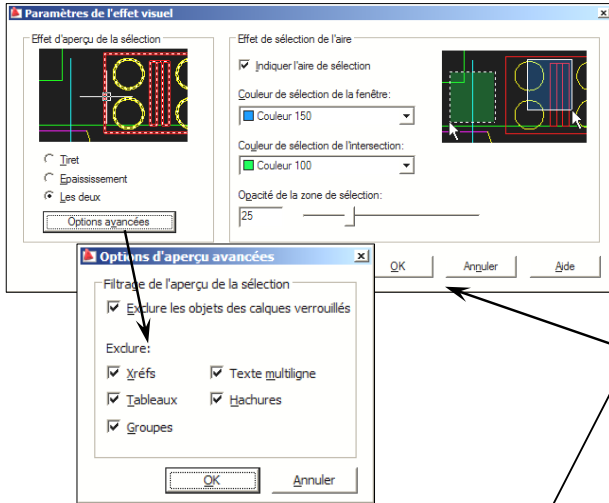 Paramètres de l'effet visuel
Effet d'aperçu de la sélection
Tiret
Epaississement
Les deux
Options avancées
Effet de sélection de l'aire
Indiquer l'aire de sélection
Couleur de sélection de la fenêtre:
Couleur 150
Couleur de sélection de l'intersection:
Couleur 100
Opacité de la zone de sélection:
25
OK Annuler Aide
Options d'aperçu avancées
Filtrage de l'aperçu de la sélection
Exclure les objets des calques verrouillés
Exclure:
Xréfs Texte multiligne
Tableaux Hachures
Groupes
OK Annuler